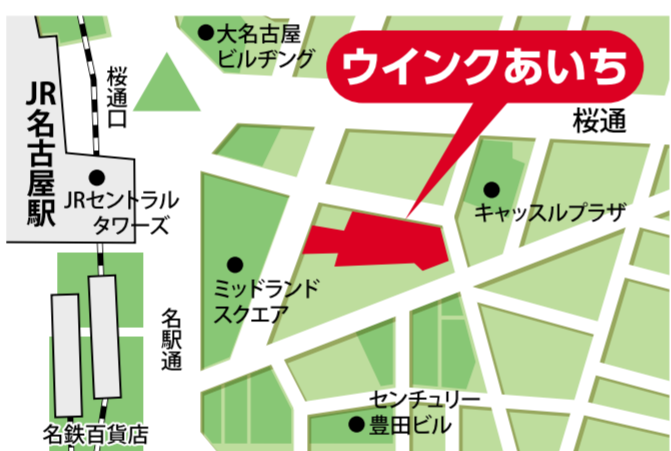 大名古屋
ビルヂング
ウインクあいち
桜通口
桜通
JR名古屋駅
JRセントラル
タワーズ
キャッスルプラザ
ミッドランド
スクエア
名駅通
センチュリー
豊田ビル
名鉄百貨店